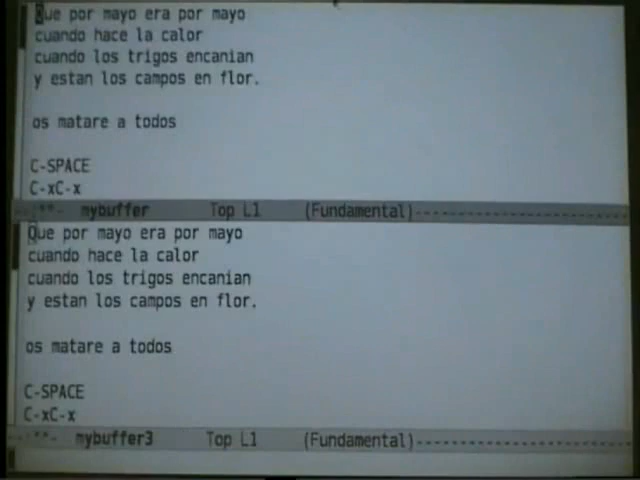 Que por mayo era por mayo
cuando hace la calor
cuando los trigos encanian
y estan los campos en flor.
os matare a todos
C-SPACE
C-xC-x
--:**- mybuffer Top L1 (Fundamental)----------------------
Que por mayo era por mayo
cuando hace la calor
cuando los trigos encanian
y estan los campos en flor.
os matare a todos
C-SPACE
C-xC-x
--:**- mybuffer3 Top L1 (Fundamental)----------------------